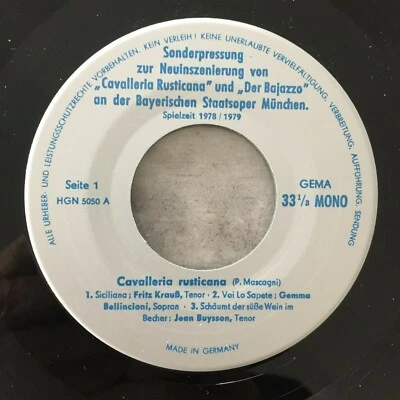 ALLE URHEBER- UND LEISTUNGSSCHUTZRECHTE VORBEHALTEN. KEIN VERLEIH! KEINE UNERLAUBTE VERVIELFÄLTIGUNG, VERMIETUNG, AUFFÜHRUNG, SENDUNG!
Sonderpressung
zur Neuinszenierung von
„Cavalleria Rusticana" und „Der Bajazzo"
an der Bayerischen Staatsoper München.
Spielzeit 1978/1979
Seite 1
HGN 5050 A
GEMA
33 1/3 MONO
Cavalleria rusticana (P. Mascagni)
1. Siciliana; Fritz Krauß, Tenor · 2. Voi Lo Sapete; Gemma
Bellincioni, Sopran · 3. Schäumt der süße Wein im
Becher; Jean Buysson, Tenor
MADE IN GERMANY